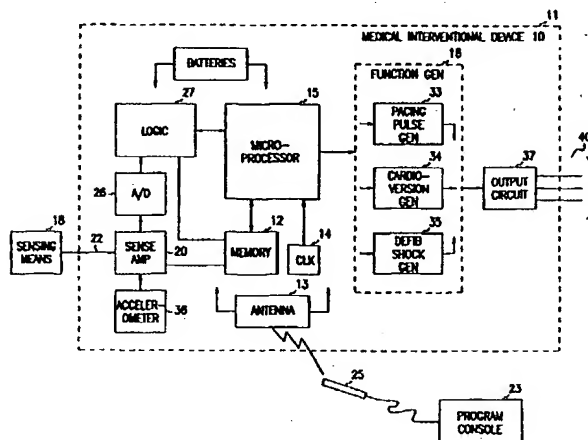 11
MEDICAL INTERVENTIONAL DEVICE 10
BATTERIES
27
LOGIC
15
MICRO-
PROCESSOR
FUNCTION GEN
18
33
PACING
PULSE
GEN
34
CARDIO-
VERSION
GEN
35
DEFIB
SHOCK
GEN
37
OUTPUT
CIRCUIT
40
26
A/D
18
SENSING
MEANS
22
SENSE
AMP
20
12
MEMORY
14
CLK
ACCELER-
OMETER
36
13
ANTENNA
25
23
PROGRAM
CONSOLE